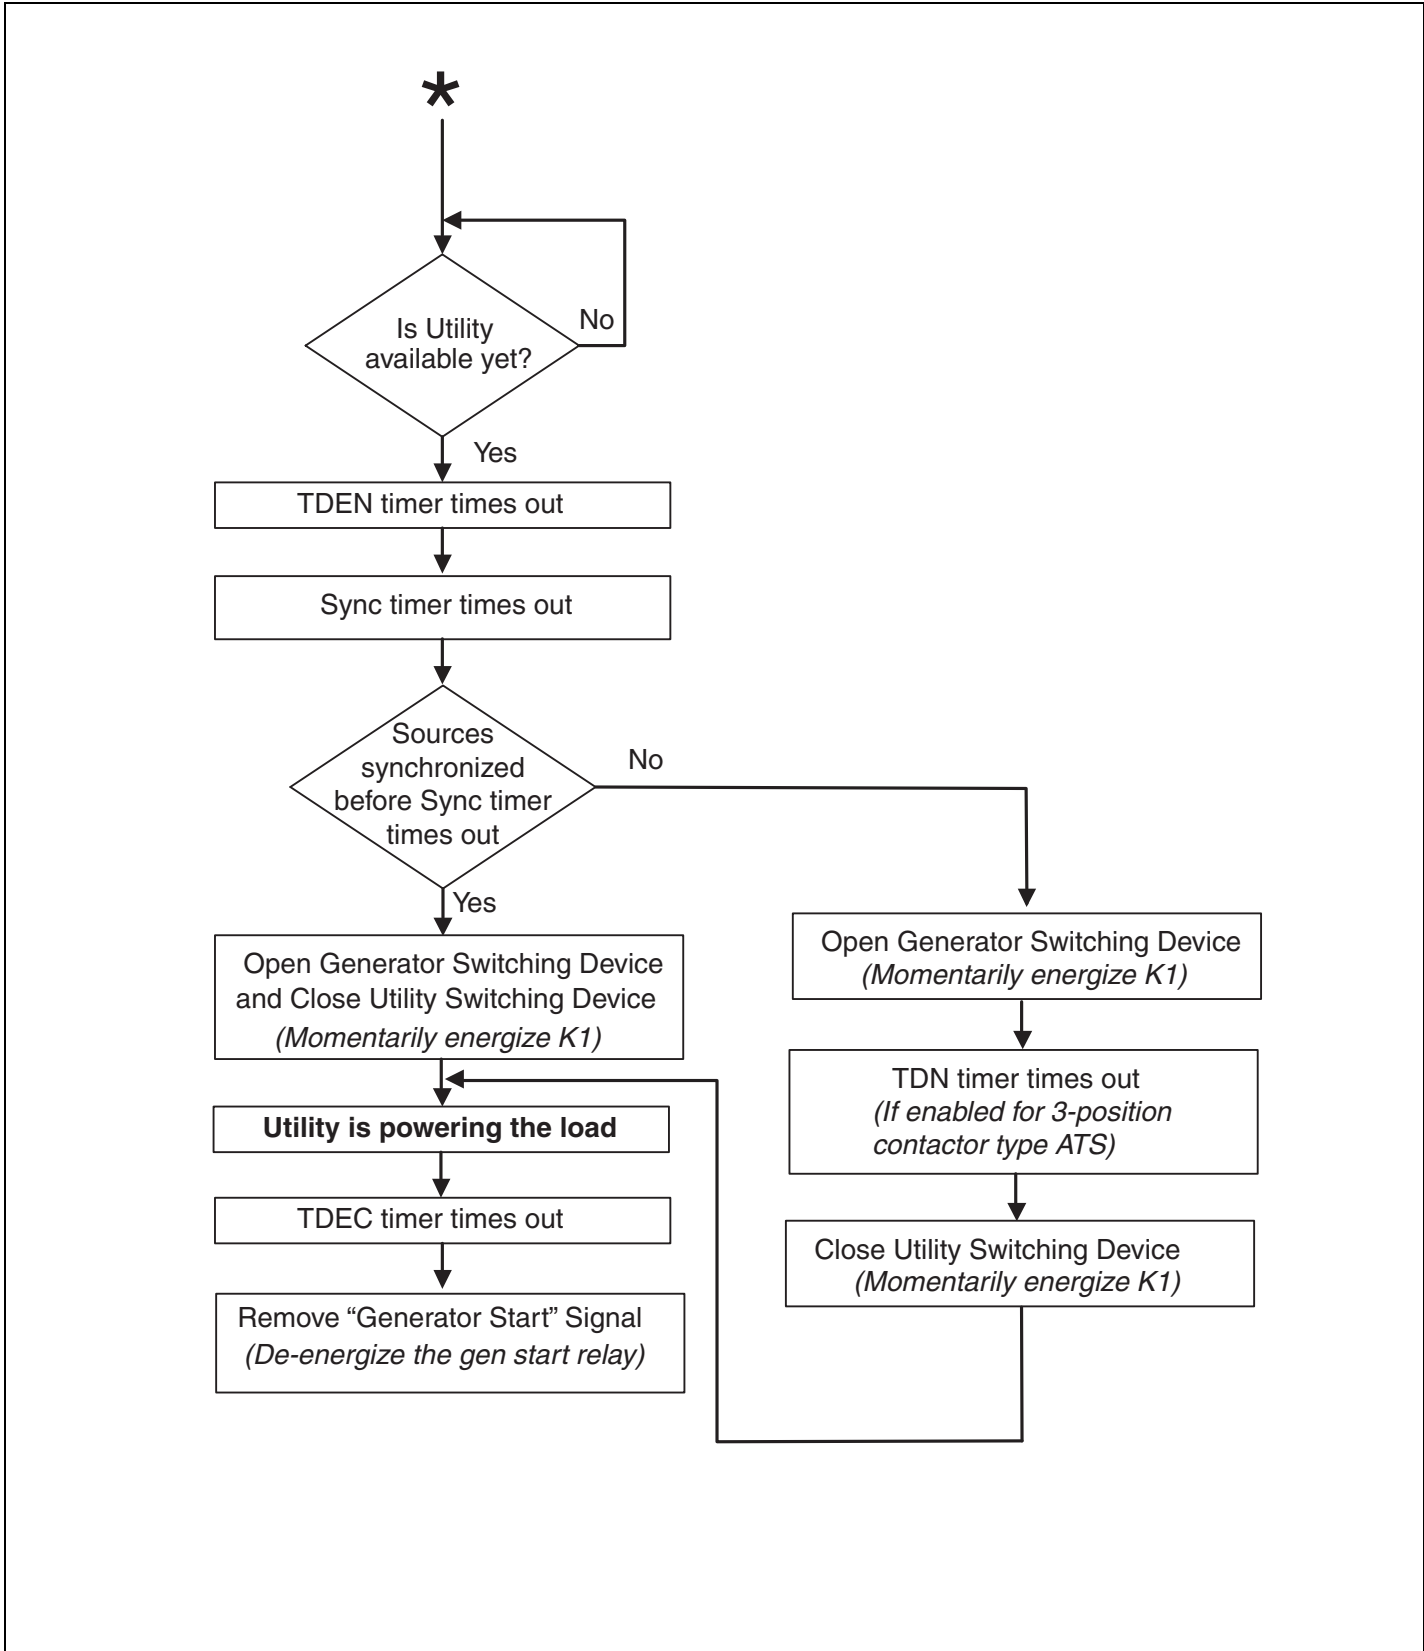 *
Is Utility
available yet?
No
Yes
TDEN timer times out
Sync timer times out
Sources
synchronized
before Sync timer
times out
No
Yes
Open Generator Switching Device
and Close Utility Switching Device
(Momentarily energize K1)
Utility is powering the load
TDEC timer times out
Remove “Generator Start” Signal
(De-energize the gen start relay)
Open Generator Switching Device
(Momentarily energize K1)
TDN timer times out
(If enabled for 3-position
contactor type ATS)
Close Utility Switching Device
(Momentarily energize K1)